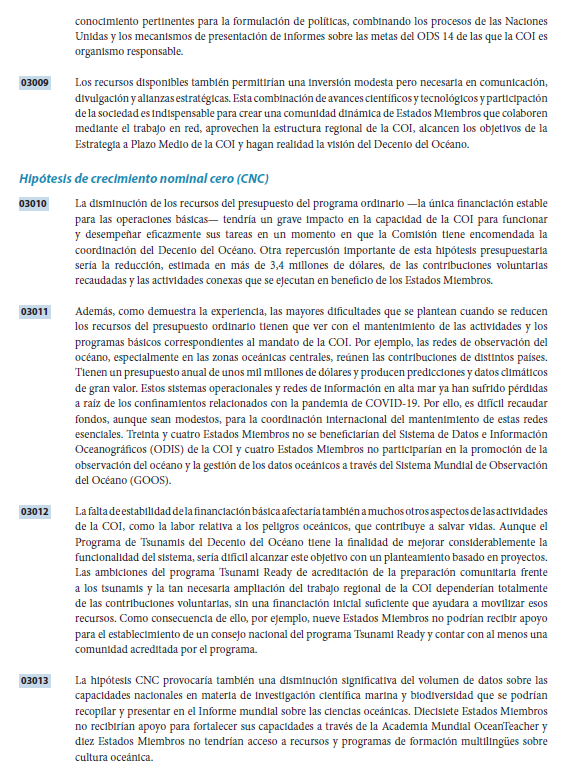 conocimiento pertinentes para la formulación de políticas, combinando los procesos de las Naciones
Unidas y los mecanismos de presentación de informes sobre las metas del ODS 14 de las que la COI es
organismo responsable.
03009 Los recursos disponibles también permitirían una inversión modesta pero necesaria en comunicación,
divulgación y alianzas estratégicas. Esta combinación de avances científicos y tecnológicos y participación
de la sociedad es indispensable para crear una comunidad dinámica de Estados Miembros que colaboren
mediante el trabajo en red, aprovechen la estructura regional de la COI, alcancen los objetivos de la
Estrategia a Plazo Medio de la COI y hagan realidad la visión del Decenio del Océano.
Hipótesis de crecimiento nominal cero (CNC)
03010 La disminución de los recursos del presupuesto del programa ordinario —la única financiación estable
para las operaciones básicas— tendría un grave impacto en la capacidad de la COI para funcionar
y desempeñar eficazmente sus tareas en un momento en que la Comisión tiene encomendada la
coordinación del Decenio del Océano. Otra repercusión importante de esta hipótesis presupuestaria
sería la reducción, estimada en más de 3,4 millones de dólares, de las contribuciones voluntarias
recaudadas y las actividades conexas que se ejecutan en beneficio de los Estados Miembros.
03011 Además, como demuestra la experiencia, las mayores dificultades que se plantean cuando se reducen
los recursos del presupuesto ordinario tienen que ver con el mantenimiento de las actividades y los
programas básicos correspondientes al mandato de la COI. Por ejemplo, las redes de observación del
océano, especialmente en las zonas oceánicas centrales, reúnen las contribuciones de distintos países.
Tienen un presupuesto anual de unos mil millones de dólares y producen predicciones y datos climáticos
de gran valor. Estos sistemas operacionales y redes de información en alta mar ya han sufrido pérdidas
a raíz de los confinamientos relacionados con la pandemia de COVID-19. Por ello, es difícil recaudar
fondos, aunque sean modestos, para la coordinación internacional del mantenimiento de estas redes
esenciales. Treinta y cuatro Estados Miembros no se beneficiarían del Sistema de Datos e Información
Oceanográficos (ODIS) de la COI y cuatro Estados Miembros no participarían en la promoción de la
observación del océano y la gestión de los datos oceánicos a través del Sistema Mundial de Observación
del Océano (GOOS).
03012 La falta de estabilidad de la financiación básica afectaría también a muchos otros aspectos de las actividades
de la COI, como la labor relativa a los peligros oceánicos, que contribuye a salvar vidas. Aunque el
Programa de Tsunamis del Decenio del Océano tiene la finalidad de mejorar considerablemente la
funcionalidad del sistema, sería difícil alcanzar este objetivo con un planteamiento basado en proyectos.
Las ambiciones del programa Tsunami Ready de acreditación de la preparación comunitaria frente
a los tsunamis y la tan necesaria ampliación del trabajo regional de la COI dependerían totalmente
de las contribuciones voluntarias, sin una financiación inicial suficiente que ayudara a movilizar esos
recursos. Como consecuencia de ello, por ejemplo, nueve Estados Miembros no podrían recibir apoyo
para el establecimiento de un consejo nacional del programa Tsunami Ready y contar con al menos una
comunidad acreditada por el programa.
03013 La hipótesis CNC provocaría también una disminución significativa del volumen de datos sobre las
capacidades nacionales en materia de investigación científica marina y biodiversidad que se podrían
recopilar y presentar en el Informe mundial sobre las ciencias oceánicas. Diecisiete Estados Miembros
no recibirían apoyo para fortalecer sus capacidades a través de la Academia Mundial OceanTeacher y
diez Estados Miembros no tendrían acceso a recursos y programas de formación multilingües sobre
cultura oceánica.